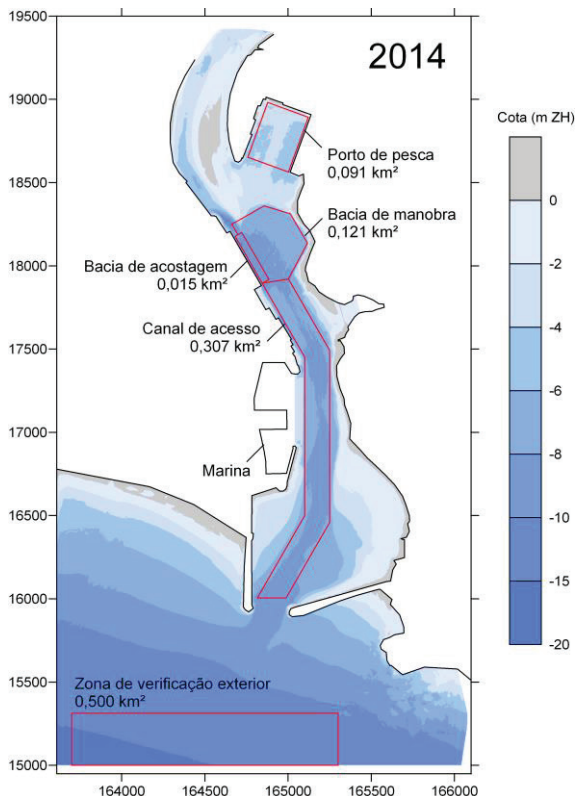 2014
19500
19000
18500
18000
17500
17000
16500
16000
15500
15000
164000
164500
165000
165500
166000
Porto de pesca
0,091 km²
Bacia de manobra
0,121 km²
Bacia de acostagem
0,015 km²
Canal de acesso
0,307 km²
Marina
Zona de verificação exterior
0,500 km²
Cota (m ZH)
0
-2
-4
-6
-8
-10
-15
-20